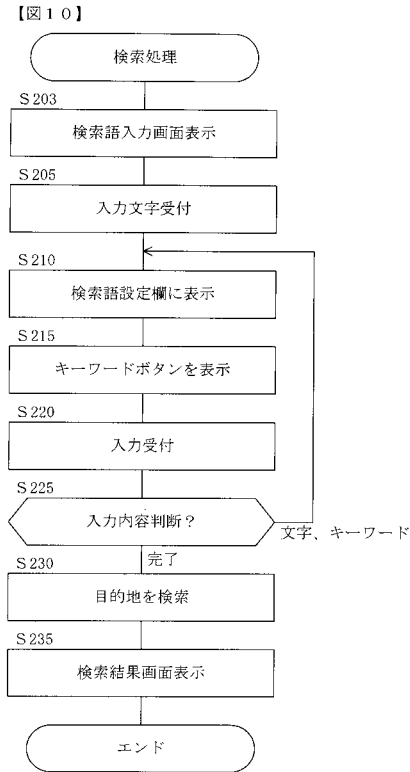 【図１０】
検索処理
Ｓ203
検索語入力画面表示
Ｓ205
入力文字受付
Ｓ210
検索語設定欄に表示
Ｓ215
キーワードボタンを表示
Ｓ220
入力受付
Ｓ225
入力内容判断？
文字、キーワード
完了
Ｓ230
目的地を検索
Ｓ235
検索結果画面表示
エンド